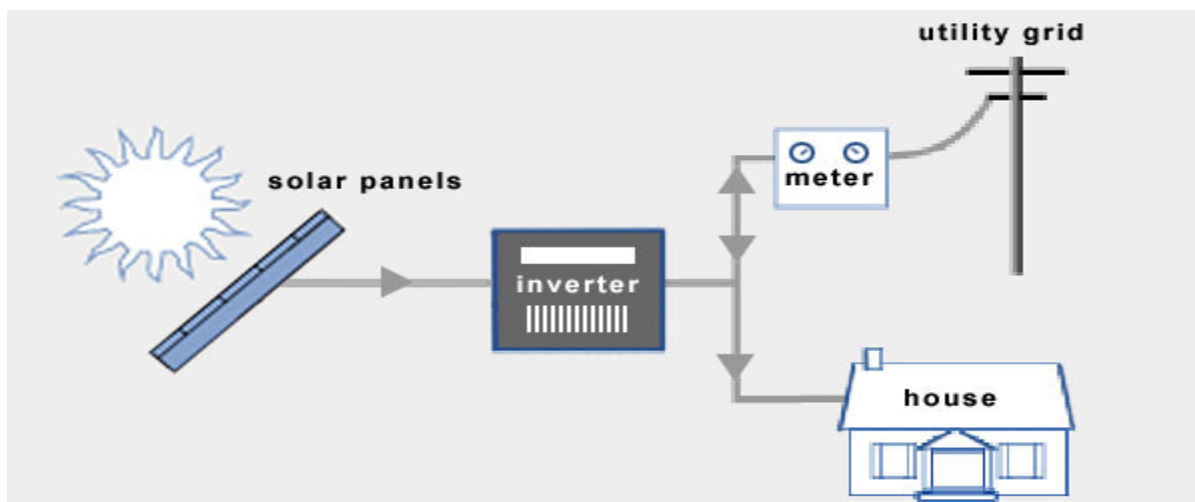 utility grid
solar panels
meter
inverter
house